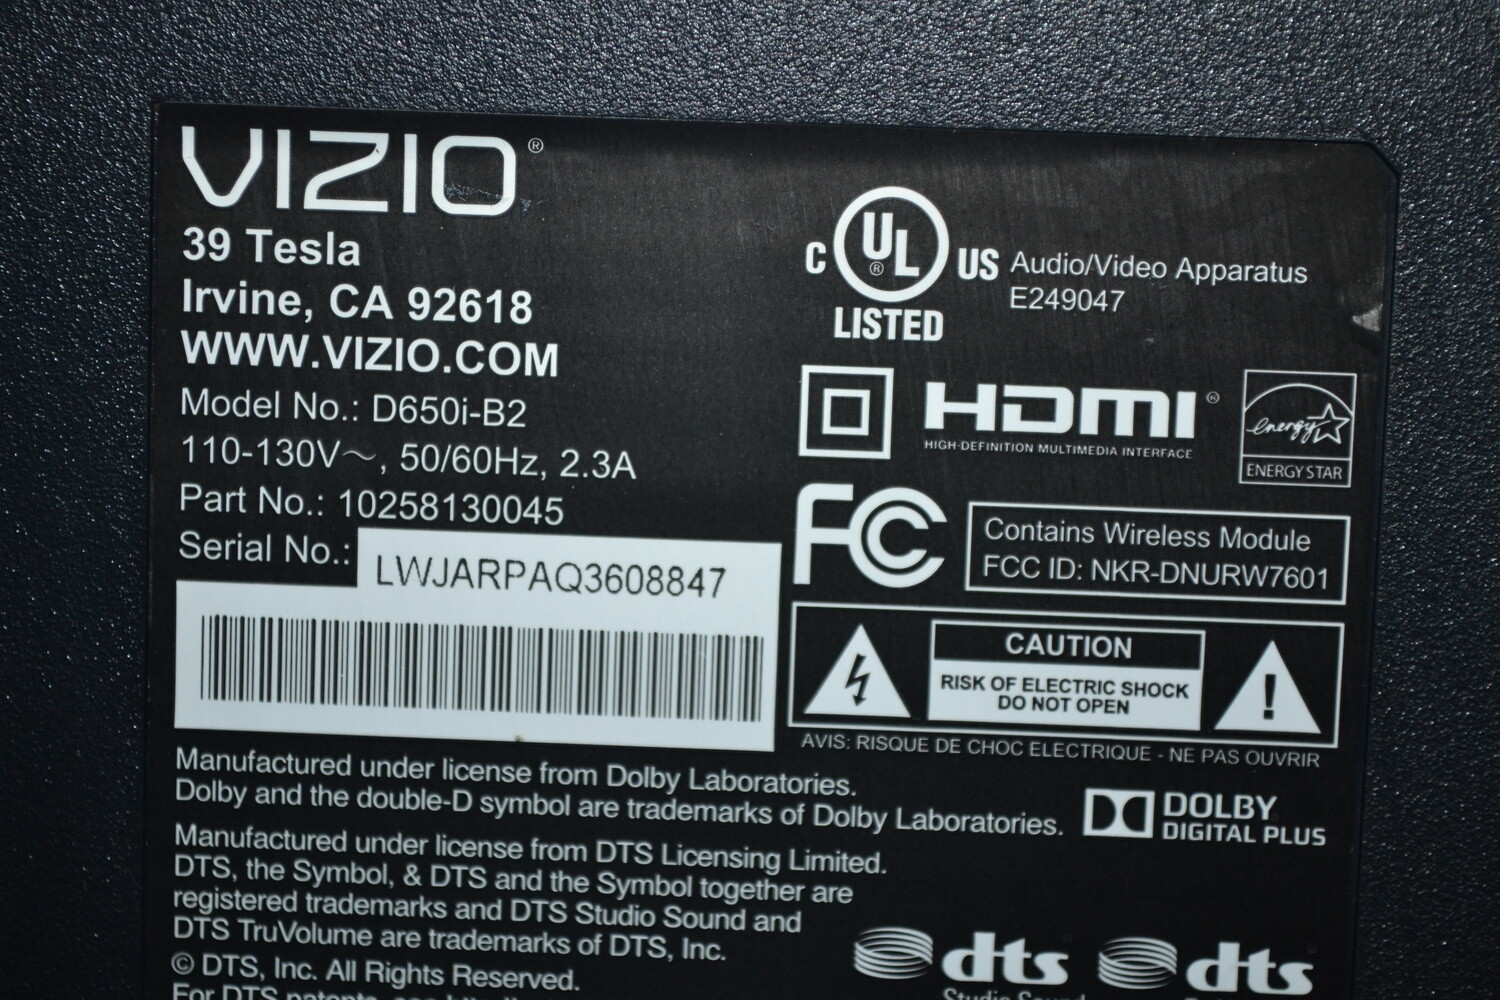 VIZIO®
39 Tesla
Irvine, CA 92618
WWW.VIZIO.COM
Model No.: D650i-B2
110-130V～, 50/60Hz, 2.3A
Part No.: 10258130045
Serial No.:
LWJARPAQ3608847
C UL® US
LISTED
Audio/Video Apparatus
E249047
HDMI®
HIGH-DEFINITION MULTIMEDIA INTERFACE
energy
ENERGY STAR
FC
Contains Wireless Module
FCC ID: NKR-DNURW7601
CAUTION
RISK OF ELECTRIC SHOCK
DO NOT OPEN
!
AVIS: RISQUE DE CHOC ELECTRIQUE - NE PAS OUVRIR
Manufactured under license from Dolby Laboratories.
Dolby and the double-D symbol are trademarks of Dolby Laboratories.
DOLBY
DIGITAL PLUS
Manufactured under license from DTS Licensing Limited.
DTS, the Symbol, & DTS and the Symbol together are
registered trademarks and DTS Studio Sound and
DTS TruVolume are trademarks of DTS, Inc.
© DTS, Inc. All Rights Reserved.
For DTS patents, see
dts
Studio Sound
dts